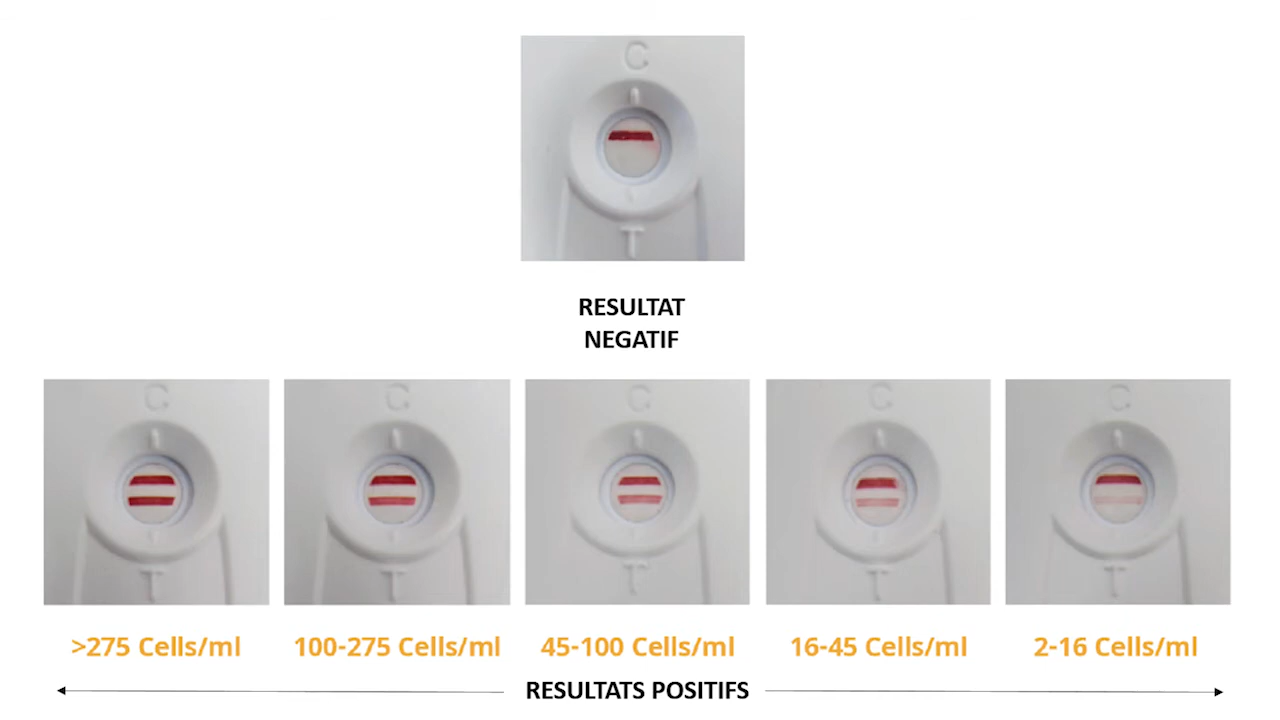 C
T
RESULTAT
NEGATIF
C C C C C
T T T T T
>275 Cells/ml 100-275 Cells/ml 45-100 Cells/ml 16-45 Cells/ml 2-16 Cells/ml
RESULTATS POSITIFS